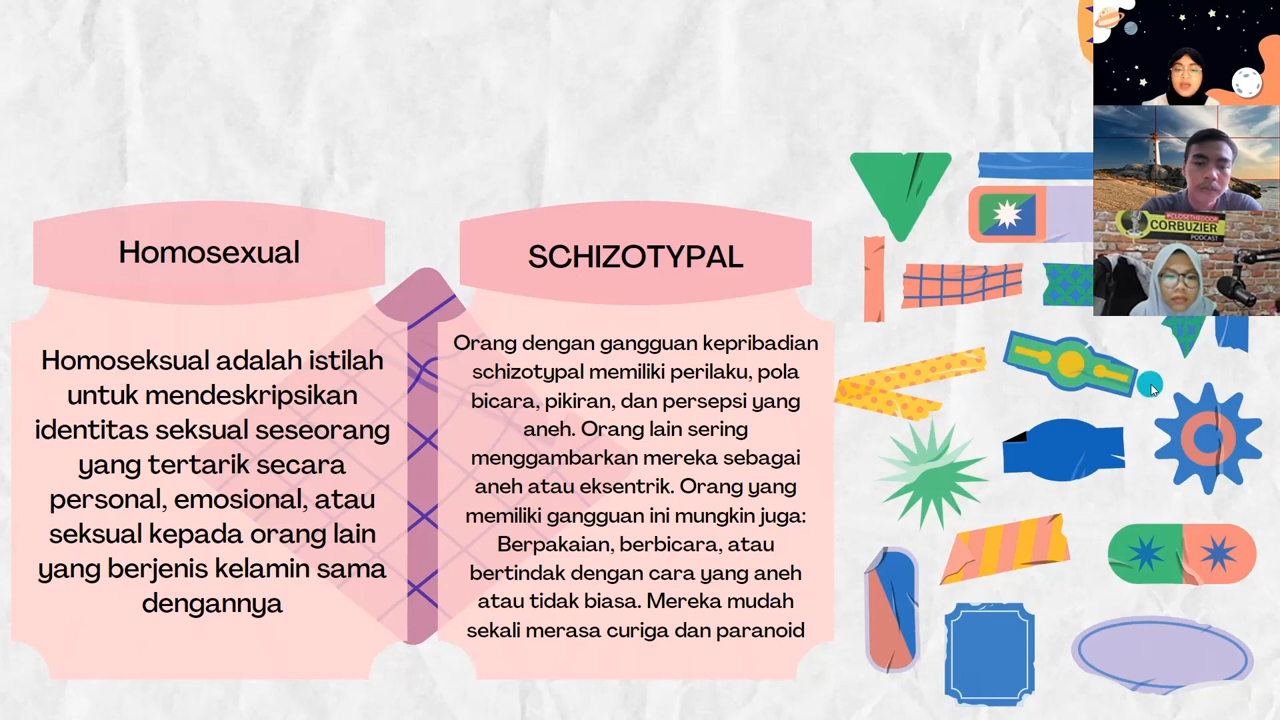 Homosexual
Homoseksual adalah istilah
untuk mendeskripsikan
identitas seksual seseorang
yang tertarik secara
personal, emosional, atau
seksual kepada orang lain
yang berjenis kelamin sama
dengannya
SCHIZOTYPAL
Orang dengan gangguan kepribadian
schizotypal memiliki perilaku, pola
bicara, pikiran, dan persepsi yang
aneh. Orang lain sering
menggambarkan mereka sebagai
aneh atau eksentrik. Orang yang
memiliki gangguan ini mungkin juga:
Berpakaian, berbicara, atau
bertindak dengan cara yang aneh
atau tidak biasa. Mereka mudah
sekali merasa curiga dan paranoid
#CLOSETHEDOOR
CORBUZIER
PODCAST